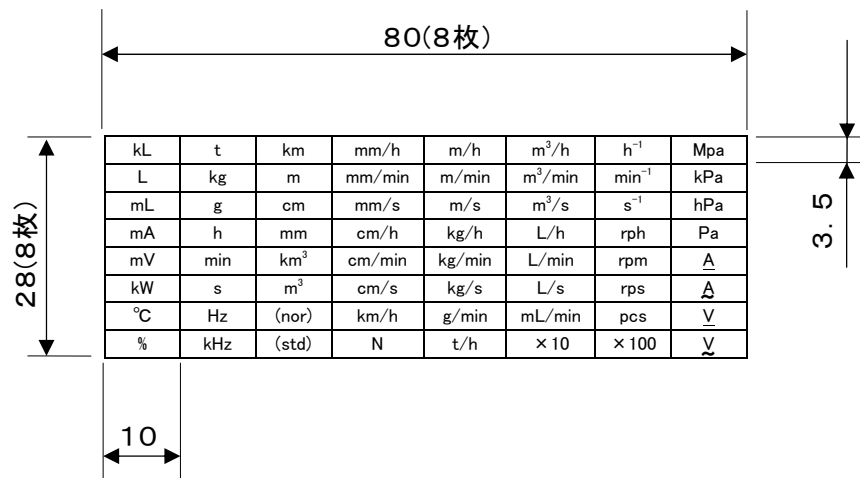 80(8枚)
28(8枚)
kL t km mm/h m/h m³/h h⁻¹ Mpa
L kg m mm/min m/min m³/min min⁻¹ kPa
mL g cm mm/s m/s m³/s s⁻¹ hPa
mA h mm cm/h kg/h L/h rph Pa
mV min km³ cm/min kg/min L/min rpm A
kW s m³ cm/s kg/s L/s rps A
℃ Hz (nor) km/h g/min mL/min pcs V
% kHz (std) N t/h ×10 ×100 V
3.5
10